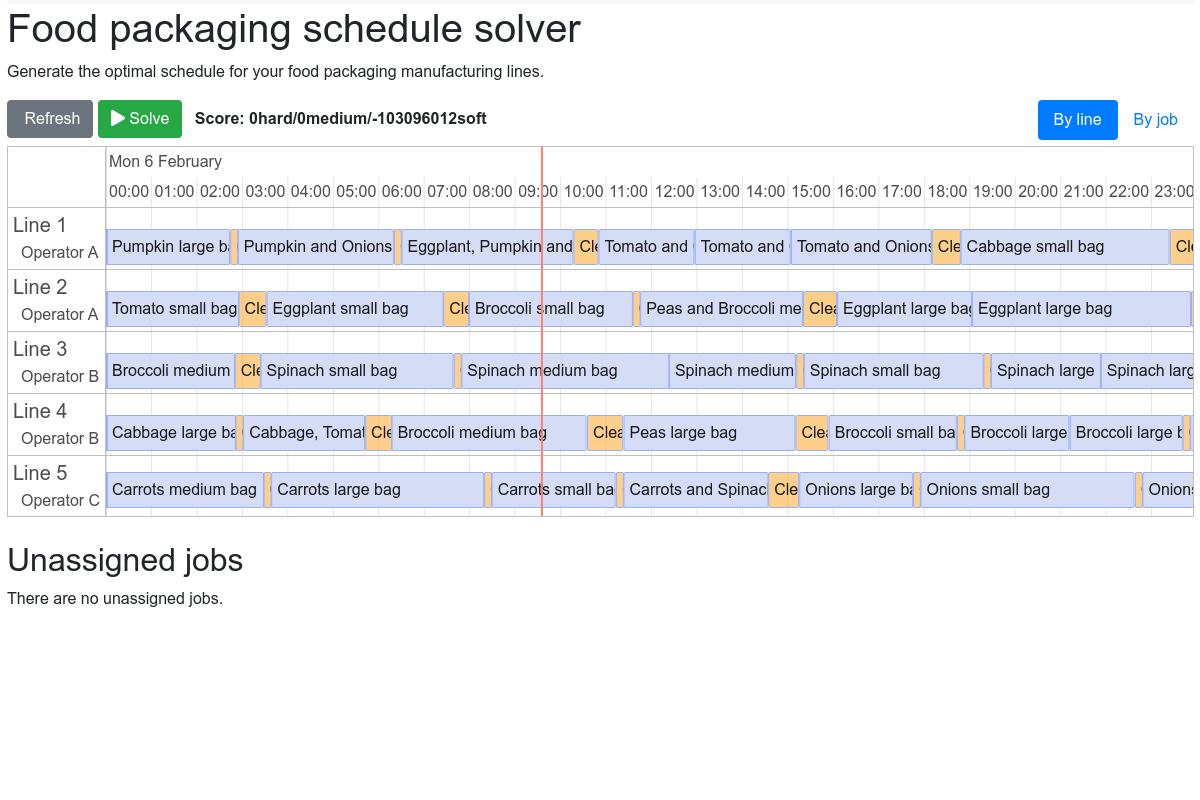 Food packaging schedule solver
Generate the optimal schedule for your food packaging manufacturing lines.
Refresh Solve Score: 0hard/0medium/-103096012soft By line By job
Mon 6 February
00:00 01:00 02:00 03:00 04:00 05:00 06:00 07:00 08:00 09:00 10:00 11:00 12:00 13:00 14:00 15:00 16:00 17:00 18:00 19:00 20:00 21:00 22:00 23:00
Line 1
Operator A
Pumpkin large Pumpkin and Onions Eggplant, Pumpkin and Cle Tomato and Tomato and Tomato and Onions Cle Cabbage small bag Cl
Line 2
Operator A
Tomato small bag Cle Eggplant small bag Cl Broccoli small bag Peas and Broccoli me Clea Eggplant large bag Eggplant large bag
Line 3
Operator B
Broccoli medium Cle Spinach small bag Spinach medium bag Spinach medium Spinach small bag Spinach large Spinach larg
Line 4
Operator B
Cabbage large ba Cabbage, Tomat Cle Broccoli medium bag Clea Peas large bag Clea Broccoli small ba Broccoli large Broccoli large b
Line 5
Operator C
Carrots medium bag Carrots large bag Carrots small ba Carrots and Spinac Cle Onions large ba Onions small bag Onions
Unassigned jobs
There are no unassigned jobs.